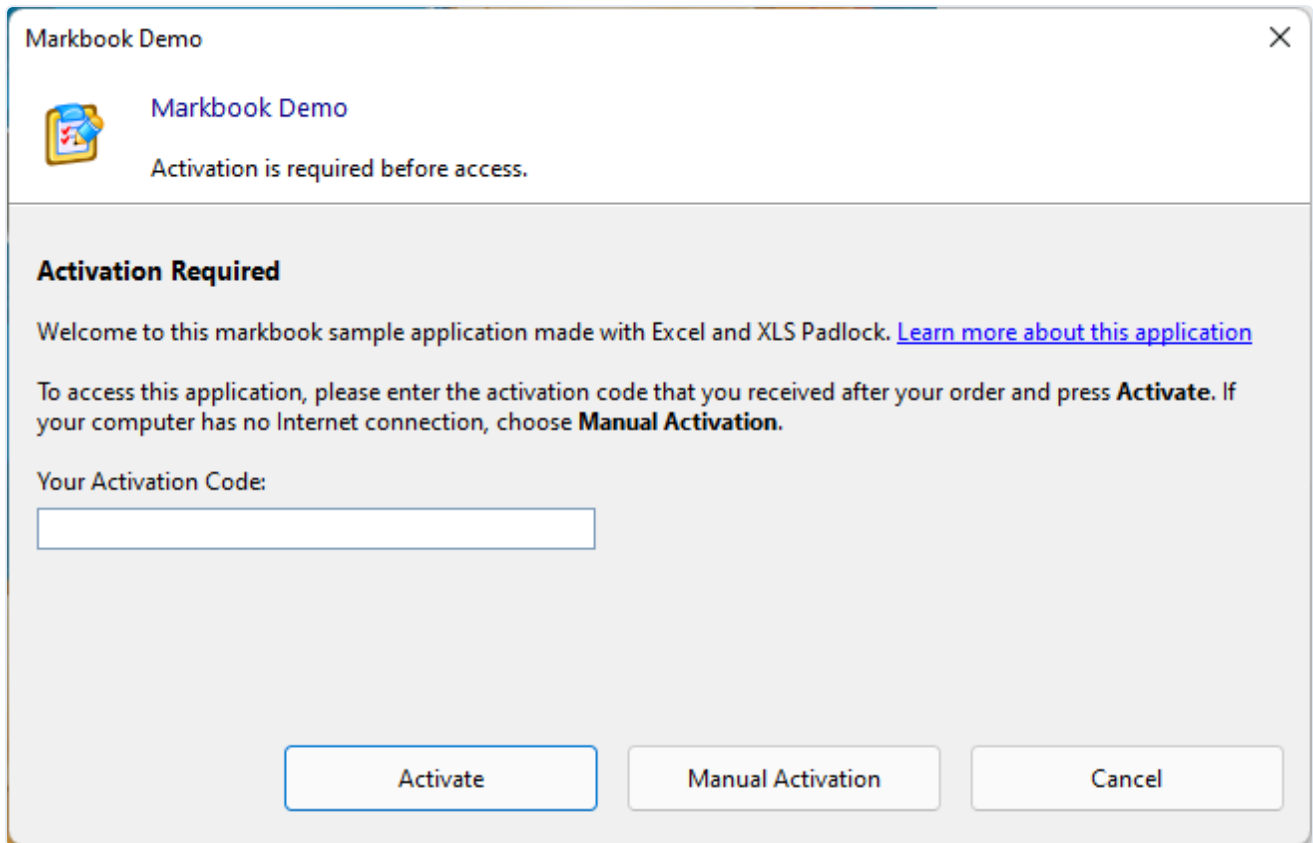 Markbook Demo
Markbook Demo
Activation is required before access.
Activation Required
Welcome to this markbook sample application made with Excel and XLS Padlock. Learn more about this application
To access this application, please enter the activation code that you received after your order and press Activate. If
your computer has no Internet connection, choose Manual Activation.
Your Activation Code:
Activate
Manual Activation
Cancel